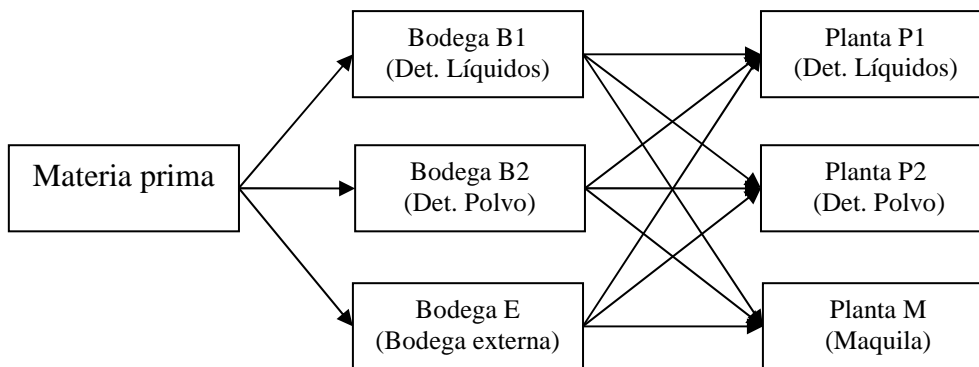 Materia prima
Bodega B1
(Det. Líquidos)
Bodega B2
(Det. Polvo)
Bodega E
(Bodega externa)
Planta P1
(Det. Líquidos)
Planta P2
(Det. Polvo)
Planta M
(Maquila)